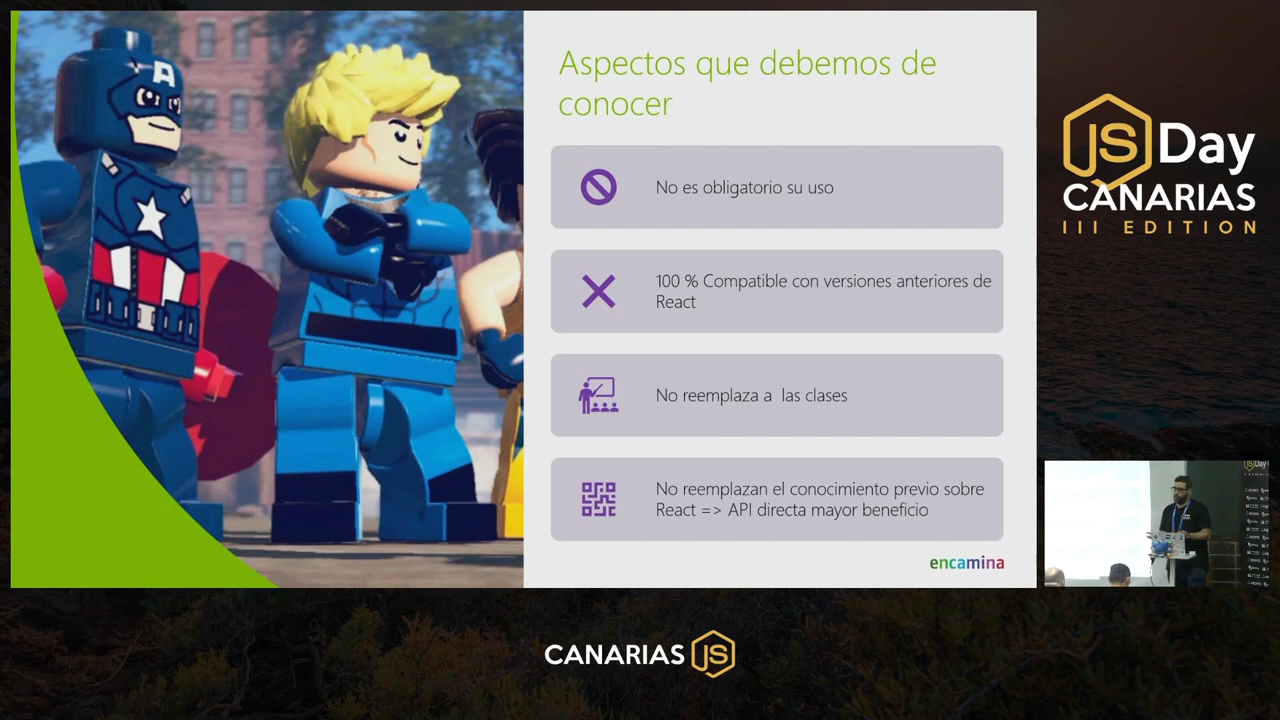 Aspectos que debemos de
conocer
No es obligatorio su uso
100 % Compatible con versiones anteriores de
React
No reemplaza a  las clases
No reemplazan el conocimiento previo sobre
React => API directa mayor beneficio
encamina
A
JS Day
CANARIAS
III EDITION
CANARIAS JS